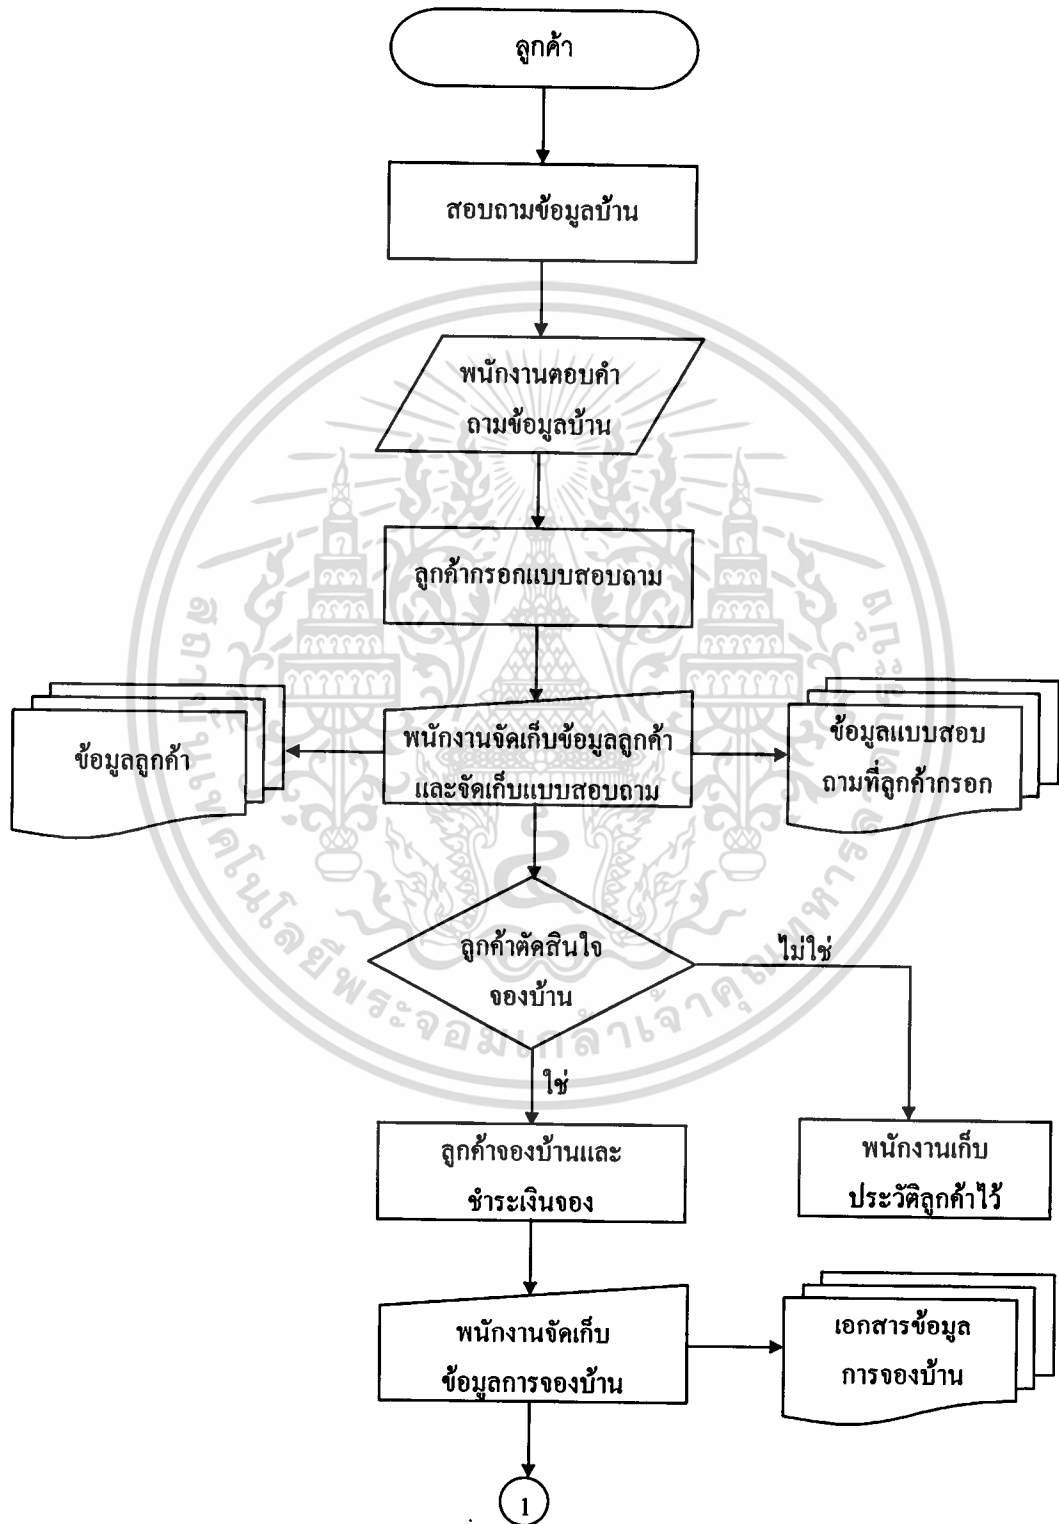 ลูกค้า
สอบถามข้อมูลบ้าน
พนักงานตอบคำ
ถามข้อมูลบ้าน
ลูกค้ากรอกแบบสอบถาม
ข้อมูลลูกค้า
พนักงานจัดเก็บข้อมูลลูกค้า
และจัดเก็บแบบสอบถาม
ข้อมูลแบบสอบ
ถามที่ลูกค้ากรอก
ลูกค้าตัดสินใจ
จองบ้าน
ไม่ใช่
ใช่
ลูกค้าจองบ้านและ
ชำระเงินจอง
พนักงานเก็บ
ประวัติลูกค้าไว้
พนักงานจัดเก็บ
ข้อมูลการจองบ้าน
เอกสารข้อมูล
การจองบ้าน
1